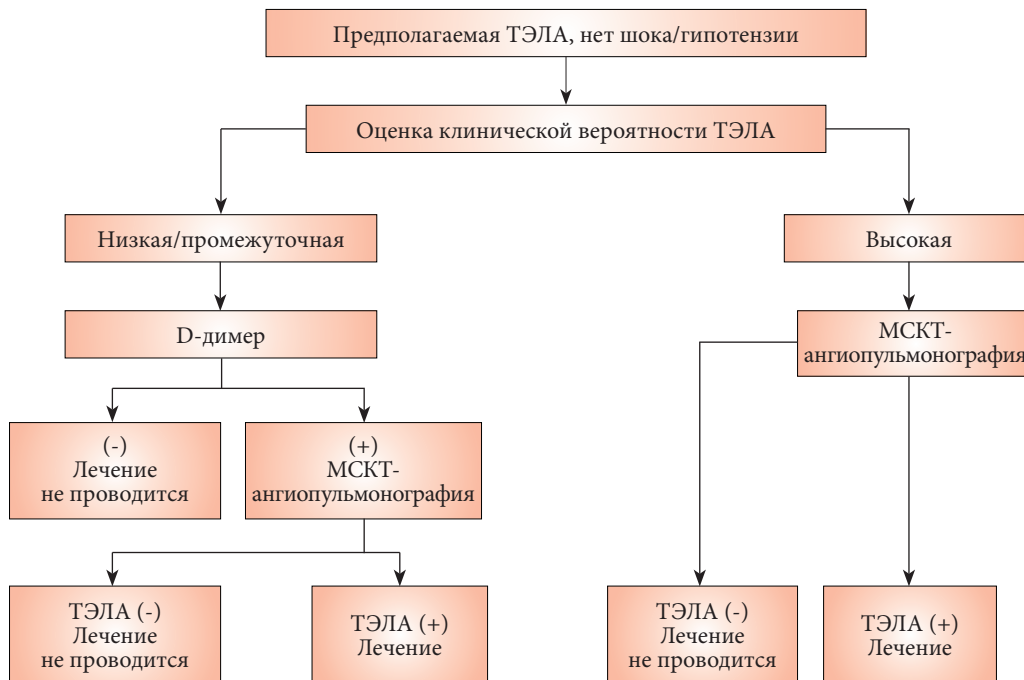 Предполагаемая ТЭЛА, нет шока/гипотензии
Оценка клинической вероятности ТЭЛА
Низкая/промежуточная
Высокая
D-димер
МСКТ-
ангиопульмонография
(-)
Лечение
не проводится
(+)
МСКТ-
ангиопульмонография
ТЭЛА (-)
Лечение
не проводится
ТЭЛА (+)
Лечение
ТЭЛА (-)
Лечение
не проводится
ТЭЛА (+)
Лечение